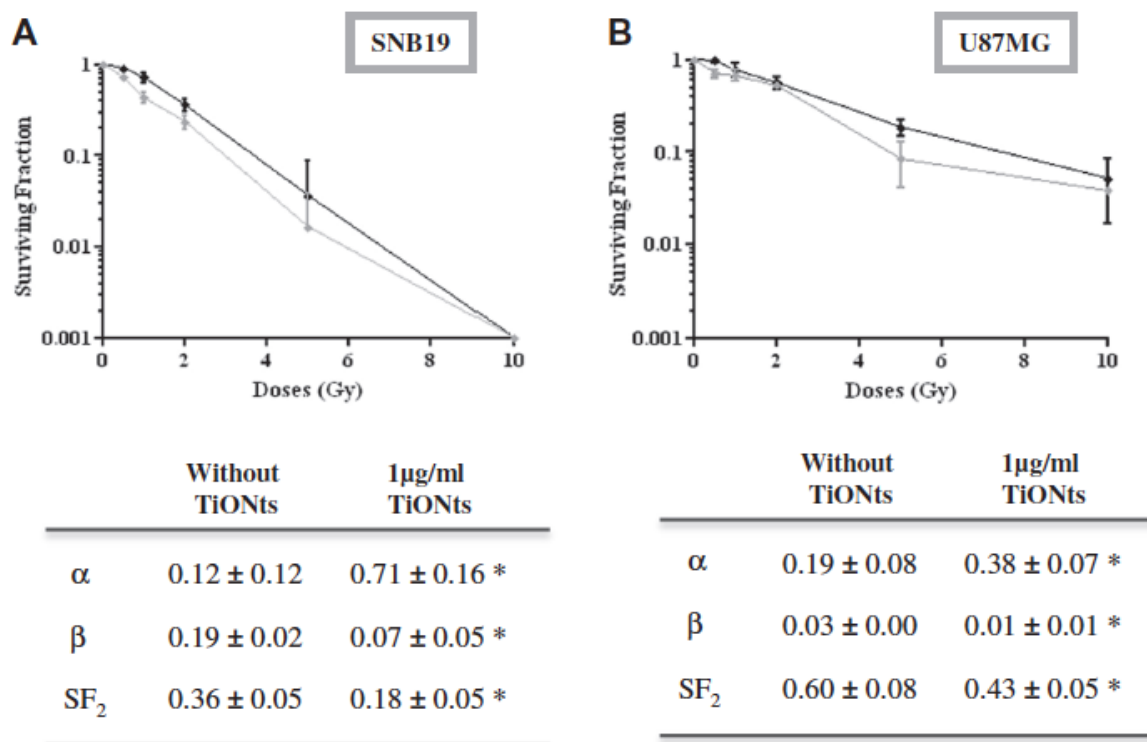 A
SNB19
1
0.1
0.01
0.001
Surviving Fraction
0 2 4 6 8 10
Doses (Gy)
Without 1µg/ml
TiONts TiONts
α 0.12 ± 0.12 0.71 ± 0.16 *
β 0.19 ± 0.02 0.07 ± 0.05 *
SF₂ 0.36 ± 0.05 0.18 ± 0.05 *
B
U87MG
1
0.1
0.01
0.001
Surviving Fraction
0 2 4 6 8 10
Doses (Gy)
Without 1µg/ml
TiONts TiONts
α 0.19 ± 0.08 0.38 ± 0.07 *
β 0.03 ± 0.00 0.01 ± 0.01 *
SF₂ 0.60 ± 0.08 0.43 ± 0.05 *